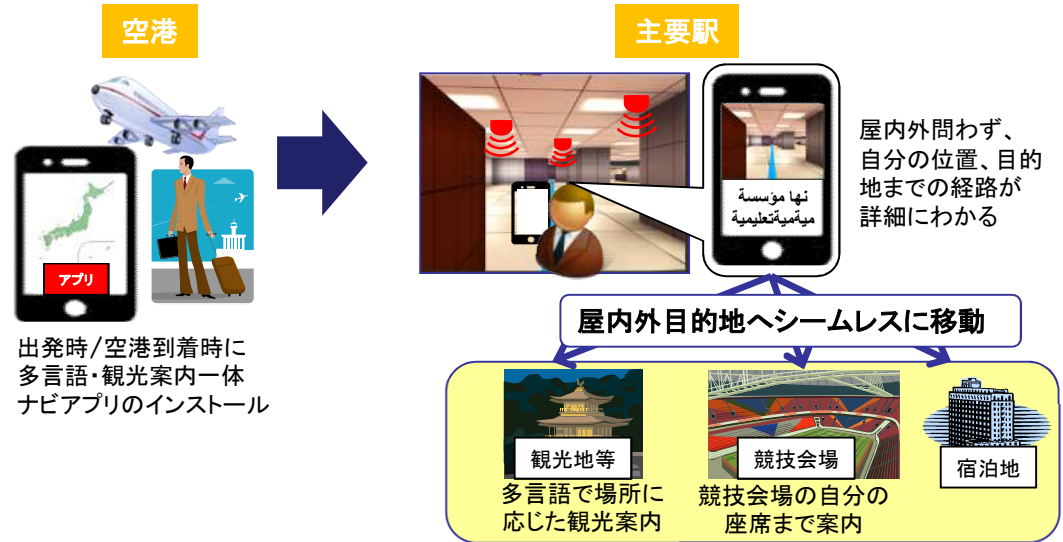 空港
アプリ
出発時/空港到着時に
多言語・観光案内一体
ナビアプリのインストール
主要駅
نها مؤسسة
ميةميةتعليمية
屋内外問わず、
自分の位置、目的
地までの経路が
詳細にわかる
屋内外目的地へシームレスに移動
観光地等
多言語で場所に
応じた観光案内
競技会場
競技会場の自分の
座席まで案内
宿泊地